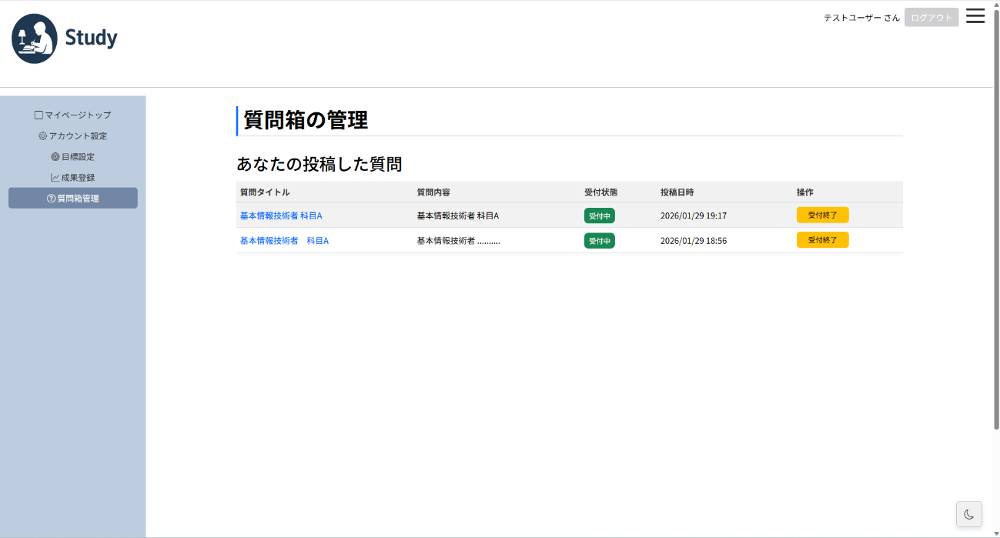 Study
テストユーザー さん ログアウト
マイページトップ
アカウント設定
目標設定
成果登録
質問箱管理
質問箱の管理
あなたの投稿した質問
質問タイトル 質問内容 受付状態 投稿日時 操作
基本情報技術者 科目A 基本情報技術者 科目A 受付中 2026/01/29 19:17 受付終了
基本情報技術者　科目A 基本情報技術者 .......... 受付中 2026/01/29 18:56 受付終了